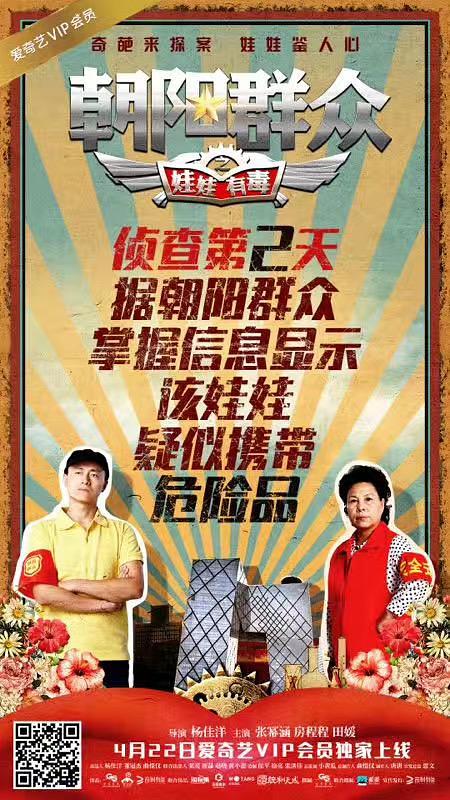 爱奇艺VIP会员
奇葩来探案 娃娃鉴人心
朝阳群众
之
娃娃有毒
侦查第2天
据朝阳群众
掌握信息显示
该娃娃
疑似携带
危险品
导演 杨佳洋 主演 张幂涵 房程程 田媛
4月22日爱奇艺VIP会员独家上线